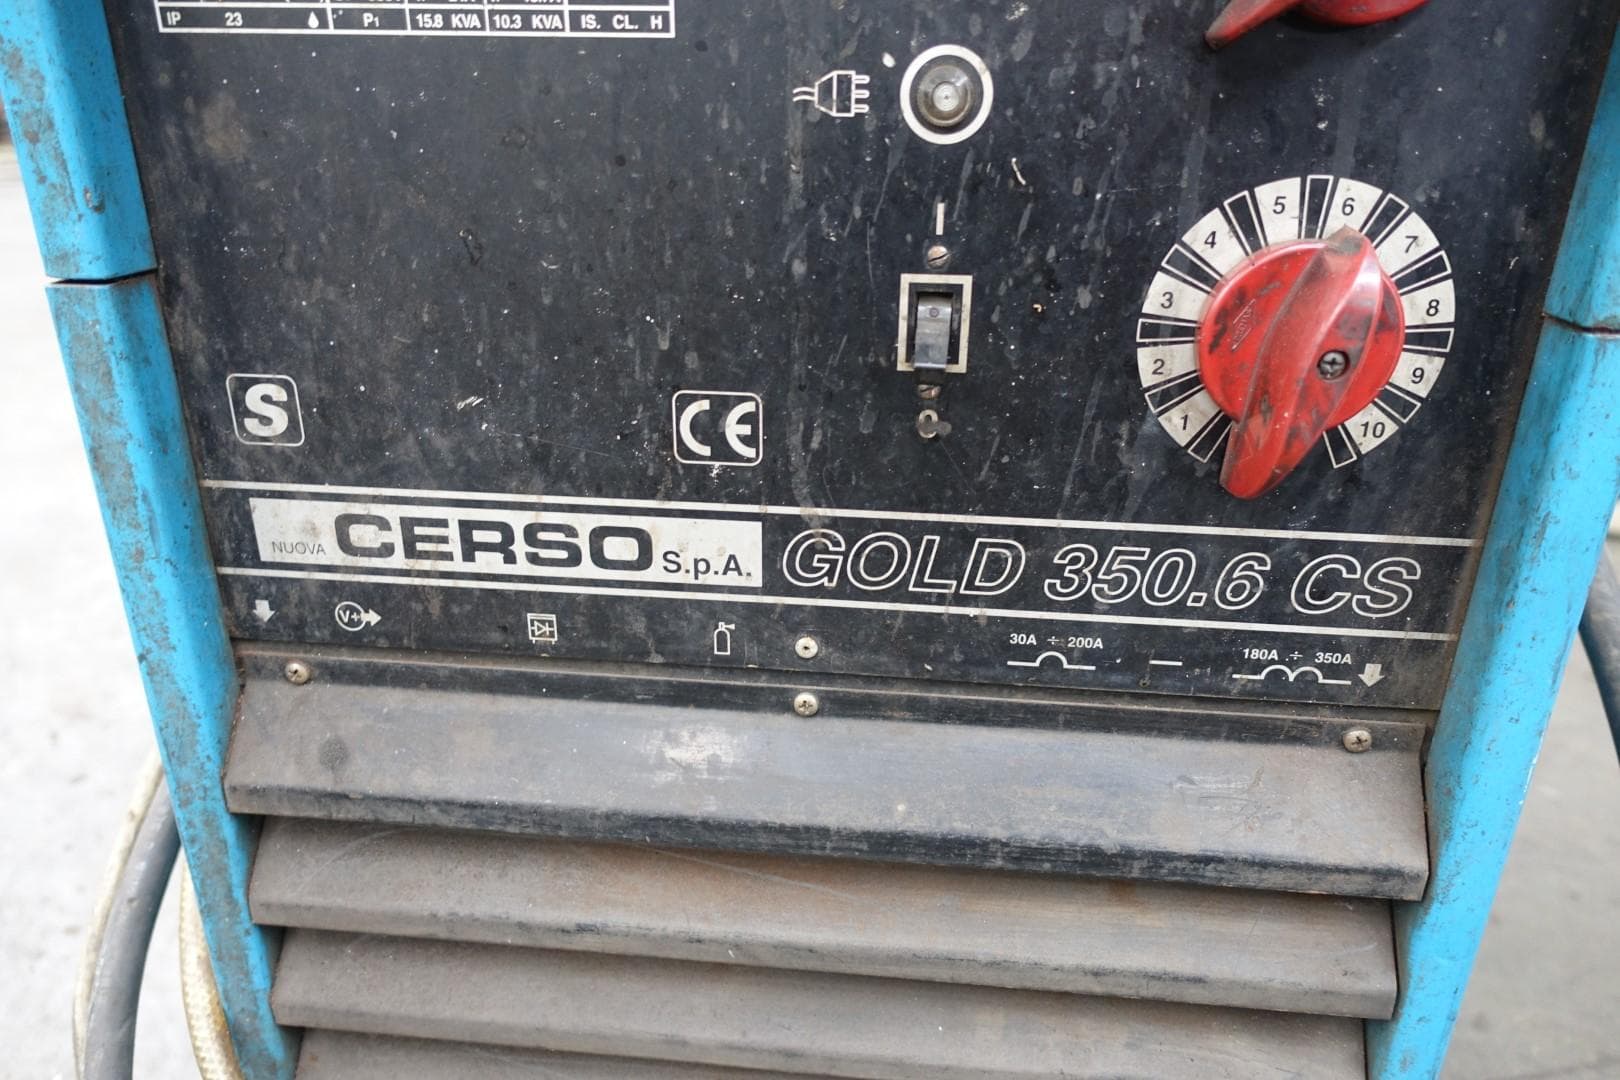 IP 23 P1 15.8 KVA 10.3 KVA IS. CL. H
5 6
4 7
3 8
2 9
1 10
S
CE
NUOVA CERSO S.p.A. GOLD 350.6 CS
V+
30A ÷ 200A
180A ÷ 350A